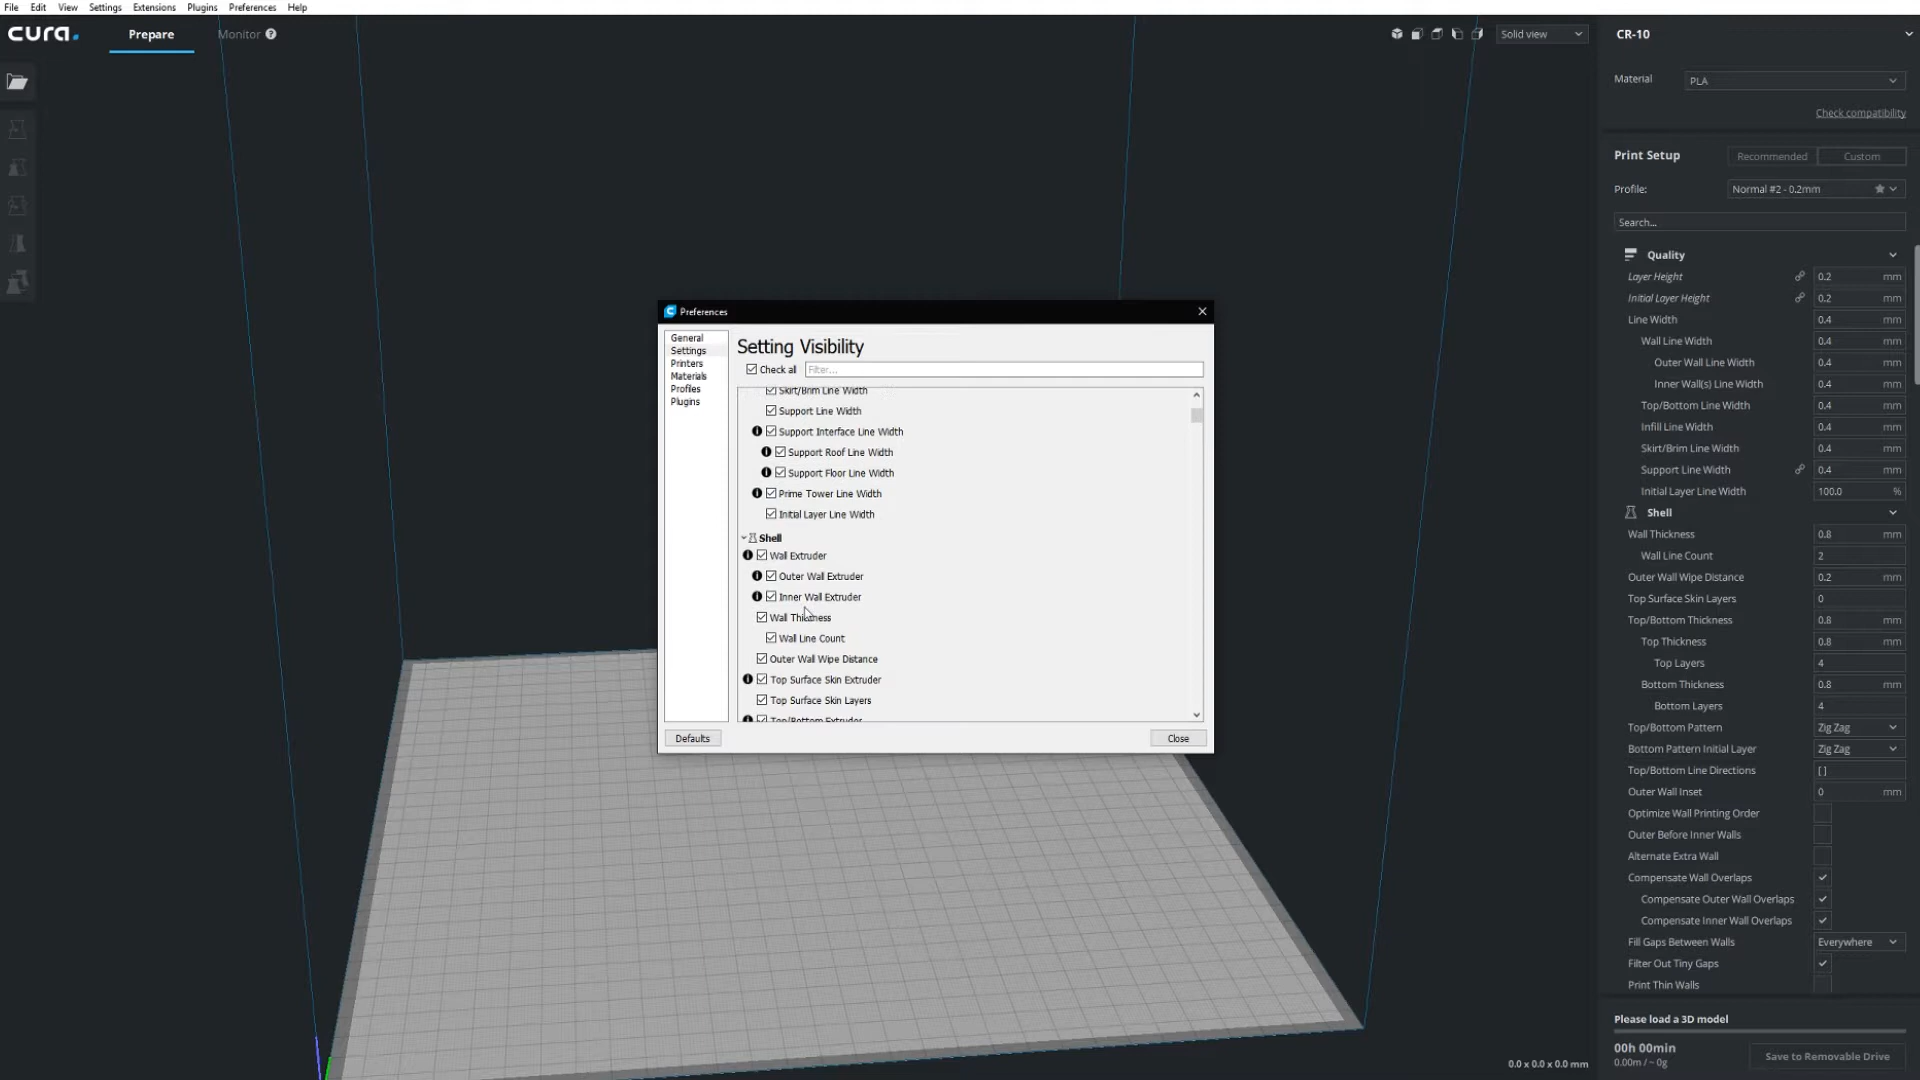 File Edit View Settings Extensions Plugins Preferences Help
cura. Prepare Monitor ? Solid view
CR-10
Material PLA
Check compatibility
Print Setup Recommended Custom
Profile: Normal #2 - 0.2mm
Search...
Quality
Layer Height 0.2 mm
Initial Layer Height 0.2 mm
Line Width 0.4 mm
Wall Line Width 0.4 mm
Outer Wall Line Width 0.4 mm
Inner Wall(s) Line Width 0.4 mm
Top/Bottom Line Width 0.4 mm
Infill Line Width 0.4 mm
Skirt/Brim Line Width 0.4 mm
Support Line Width 0.4 mm
Initial Layer Line Width 100.0 %
Shell
Wall Thickness 0.8 mm
Wall Line Count 2
Outer Wall Wipe Distance 0.2 mm
Top Surface Skin Layers 0
Top/Bottom Thickness 0.8 mm
Top Thickness 0.8 mm
Top Layers 4
Bottom Thickness 0.8 mm
Bottom Layers 4
Top/Bottom Pattern Zig Zag
Bottom Pattern Initial Layer Zig Zag
Top/Bottom Line Directions [ ]
Outer Wall Inset 0 mm
Optimize Wall Printing Order
Outer Before Inner Walls
Alternate Extra Wall
Compensate Wall Overlaps
Compensate Outer Wall Overlaps
Compensate Inner Wall Overlaps
Fill Gaps Between Walls Everywhere
Filter Out Tiny Gaps
Print Thin Walls
Please load a 3D model
00h 00min
0.00m / ~ 0g
Save to Removable Drive
0.0 x 0.0 x 0.0 mm
Preferences
General
Settings
Printers
Materials
Profiles
Plugins
Setting Visibility
Check all Filter...
Skirt/Brim Line Width
Support Line Width
Support Interface Line Width
Support Roof Line Width
Support Floor Line Width
Prime Tower Line Width
Initial Layer Line Width
Shell
Wall Extruder
Outer Wall Extruder
Inner Wall Extruder
Wall Thickness
Wall Line Count
Outer Wall Wipe Distance
Top Surface Skin Extruder
Top Surface Skin Layers
Top/Bottom Extruder
Defaults Close